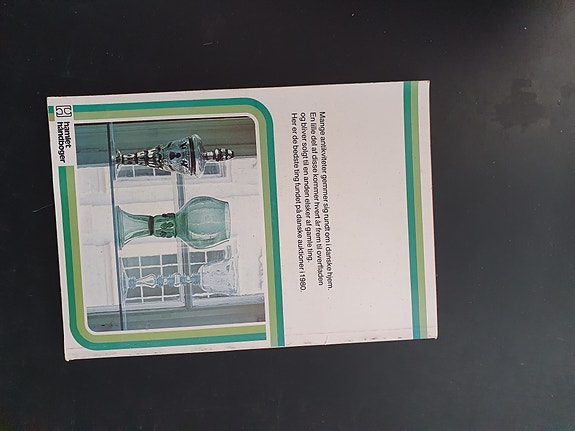 Mange antikviteter gemmer sig rundt om i danske hjem.
En lille del af disse kommer hvert år frem til overfladen
og bliver solgt til en anden elsker af gamle ting.
Her er de bedste ting fundet på danske auktioner i 1980.
hamlet
håndbøger